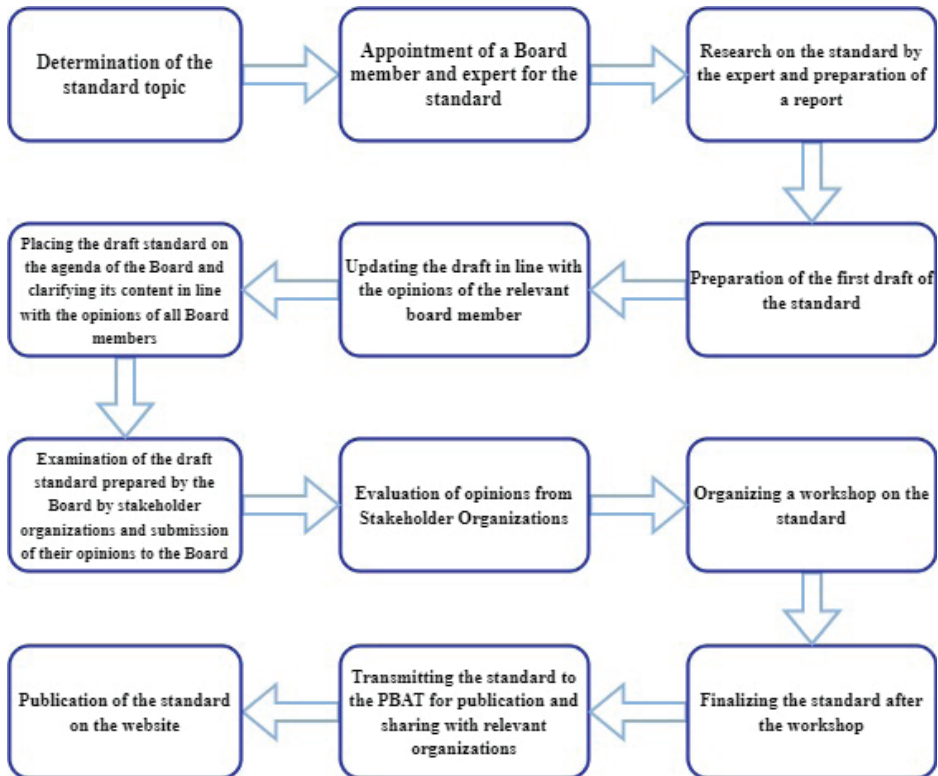 Determination of the
standard topic
Appointment of a Board
member and expert for the
standard
Research on the standard by
the expert and preparation of
a report
Preparation of the first draft of
the standard
Updating the draft in line with
the opinions of the relevant
board member
Placing the draft standard on
the agenda of the Board and
clarifying its content in line
with the opinions of all Board
members
Examination of the draft
standard prepared by the
Board by stakeholder
organizations and submission
of their opinions to the Board
Evaluation of opinions from
Stakeholder Organizations
Organizing a workshop on the
standard
Finalizing the standard after
the workshop
Transmitting the standard to
the PBAT for publication and
sharing with relevant
organizations
Publication of the standard
on the website